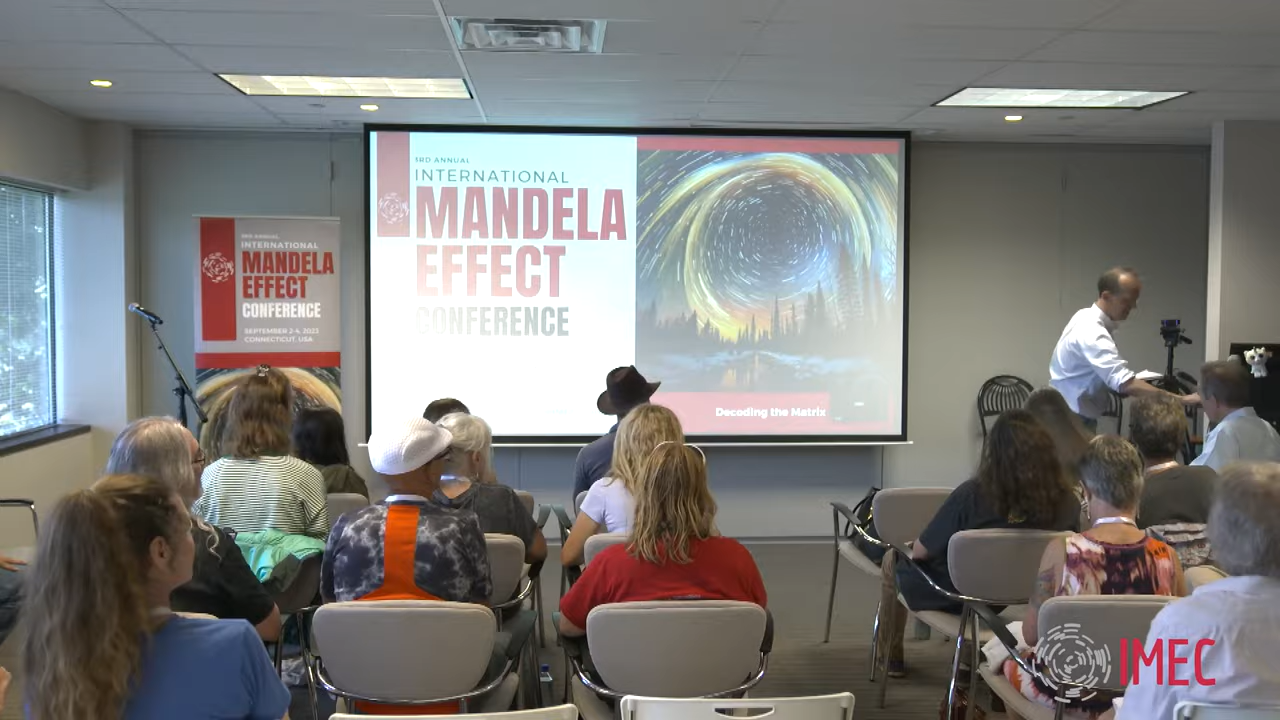 3RD ANNUAL
INTERNATIONAL
MANDELA
EFFECT
CONFERENCE
SEPTEMBER 2-4, 2023
CONNECTICUT, USA
3RD ANNUAL
INTERNATIONAL
MANDELA
EFFECT
CONFERENCE
Decoding the Matrix
IMEC